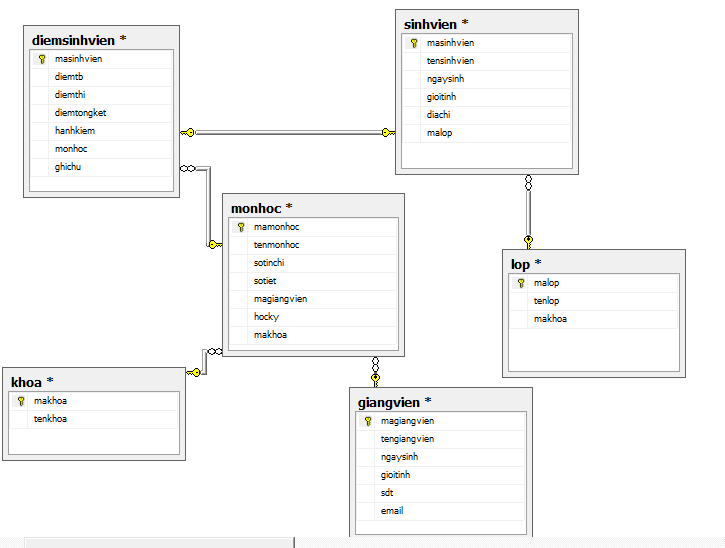 diemsinhvien *
masinhvien
diemtb
diemthi
diemtongket
hanhkiem
monhoc
ghichu
sinhvien *
masinhvien
tensinhvien
ngaysinh
gioitinh
diachi
malop
monhoc *
mamonhoc
tenmonhoc
sotinchi
sotiet
magiangvien
hocky
makhoa
lop *
malop
tenlop
makhoa
khoa *
makhoa
tenkhoa
giangvien *
magiangvien
tengiangvien
ngaysinh
gioitinh
sdt
email